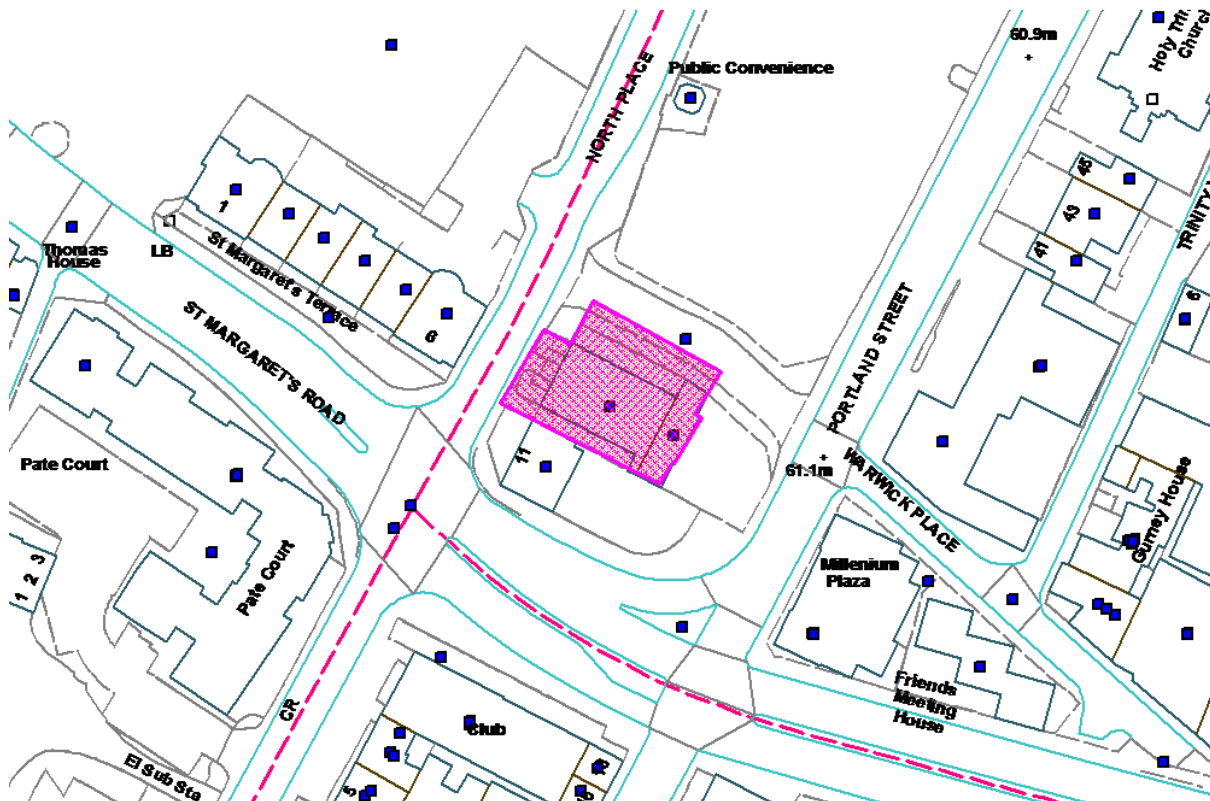 60.9m
Holy Tri
Church
Public Convenience
NORTH PLACE
45
43
41
TRINITY
1
Thomas
House
LB
St Margaret's Terrace
6
6
ST MARGARET'S ROAD
PORTLAND STREET
11
61.1m
WARWICK PLACE
Gurney House
Pate Court
Pate Court
1 2 3
Millenium
Plaza
Friends
Meeting
House
CR
Club
El Sub Sta
5